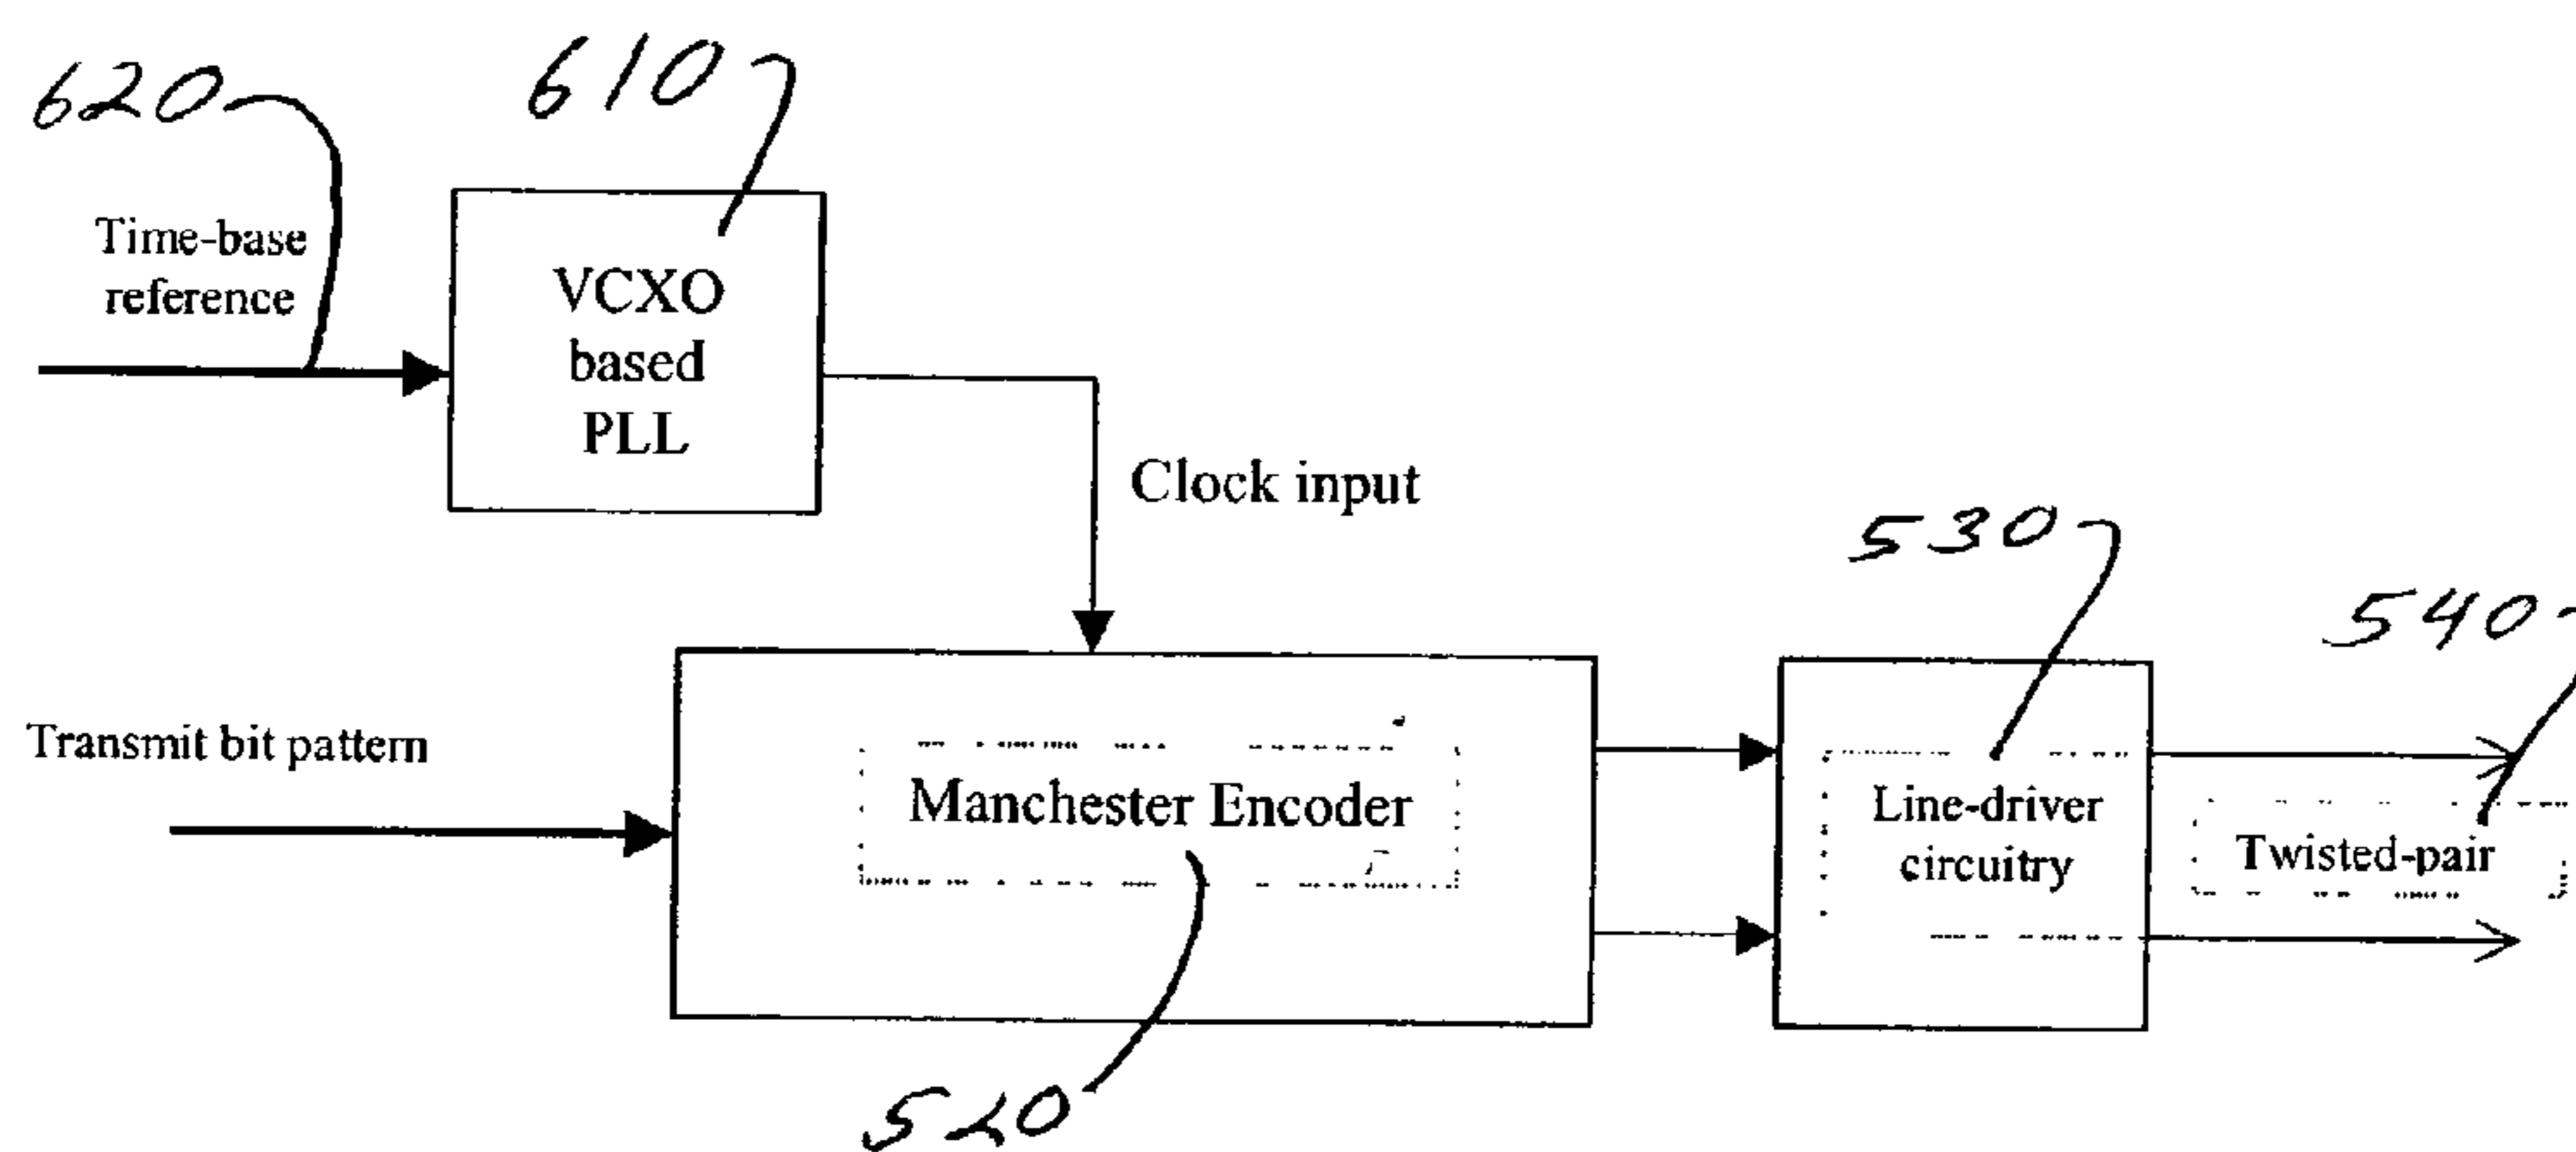 620
610
Time-base
reference
VCXO
based
PLL
Clock input
530
540
Transmit bit pattern
Manchester Encoder
Line-driver
circuitry
Twisted-pair
520